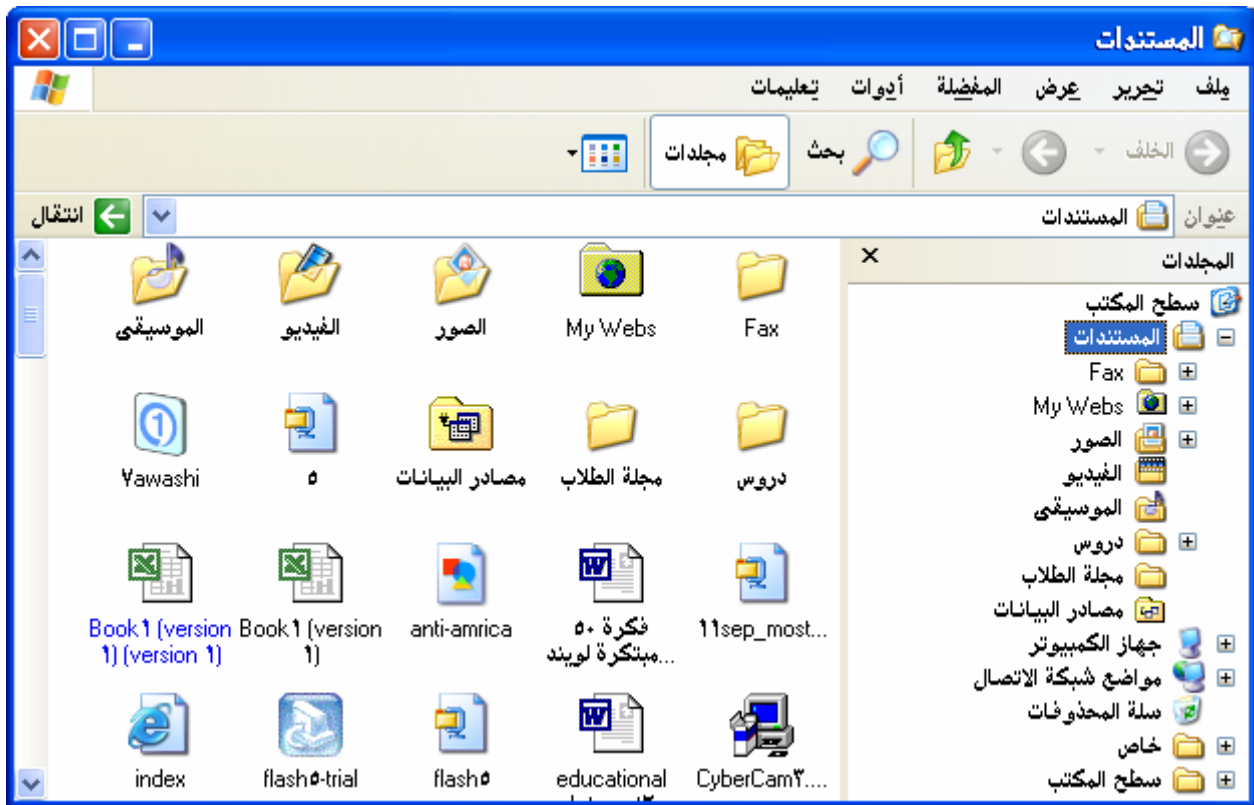 المستندات
ملف تحرير عرض المفضلة أدوات تعليمات
الخلف بحث مجلدات
عنوان المستندات انتقال
المجلدات
سطح المكتب
المستندات
Fax
My Webs
الصور
الفيديو
الموسيقى
دروس
مجلة الطلاب
مصادر البيانات
جهاز الكمبيوتر
مواضع شبكة الاتصال
سلة المحذوفات
خاص
سطح المكتب
Fax
My Webs
الصور
الفيديو
الموسيقى
دروس
مجلة الطلاب
مصادر البيانات
٥
٧awashi
١١sep_most...
فكرة ٥٠
مبتكرة لويند...
anti-amrica
Book١ (version
١)
Book١ (version
١) (version ١)
CyberCam٣....
educational
flash٥
flash٥-trial
index